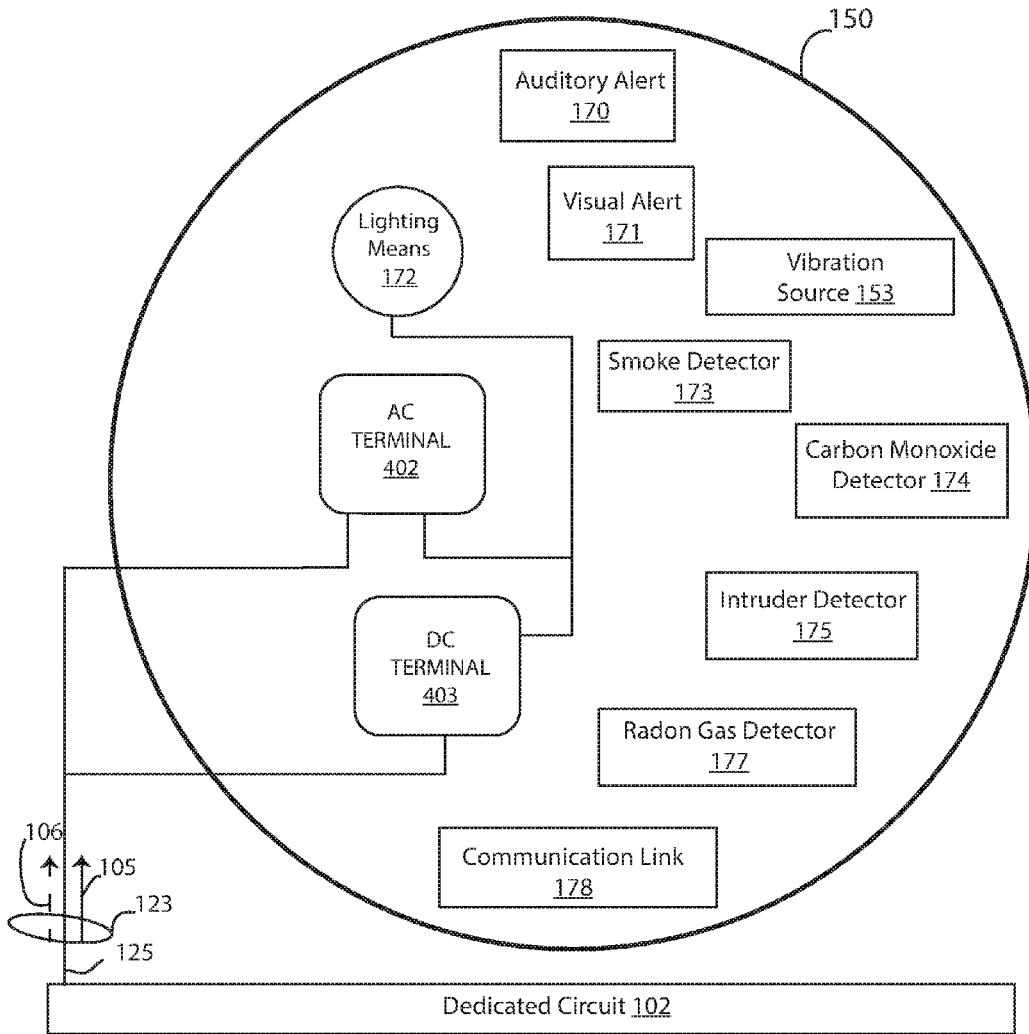 150
Auditory Alert
170
Visual Alert
171
Lighting
Means
172
Vibration
Source 153
Smoke Detector
173
AC
TERMINAL
402
Carbon Monoxide
Detector 174
Intruder Detector
175
DC
TERMINAL
403
Radon Gas Detector
177
106
105
Communication Link
178
123
125
Dedicated Circuit 102